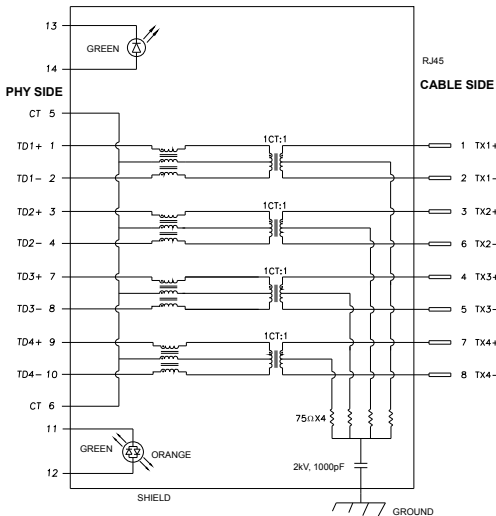 13
GREEN
14
RJ45
PHY SIDE
CABLE SIDE
CT 5
1CT:1
TD1+ 1
1 TX1+
TD1- 2
2 TX1-
1CT:1
TD2+ 3
3 TX2+
TD2- 4
6 TX2-
1CT:1
TD3+ 7
4 TX3+
TD3- 8
5 TX3-
1CT:1
TD4+ 9
7 TX4+
TD4- 10
8 TX4-
CT 6
75ΩX4
11
GREEN
ORANGE
2kV, 1000pF
12
SHIELD
GROUND